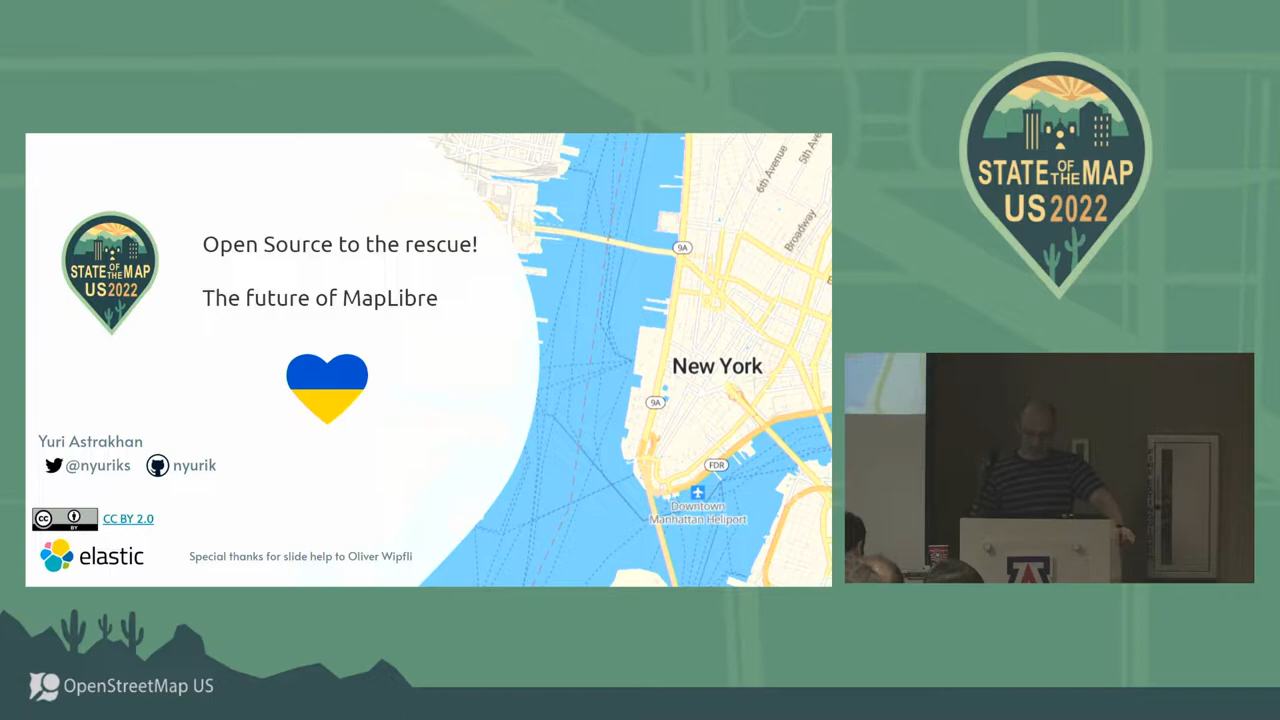 Open Source to the rescue!
The future of MapLibre
STATE OF THE MAP
US 2022
Yuri Astrakhan
@nyuriks nyurik
CC BY
CC BY 2.0
elastic
Special thanks for slide help to Oliver Wipfli
6th Avenue
5th Ave
Broadway
9A
New York
9A
FDR
Downtown
Manhattan Heliport
STATE OF THE MAP
US 2022
A
OpenStreetMap US